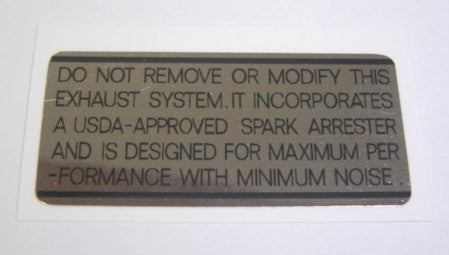 DO NOT REMOVE OR MODIFY THIS
EXHAUST SYSTEM. IT INCORPORATES
A USDA-APPROVED SPARK ARRESTER
AND IS DESIGNED FOR MAXIMUM PER
-FORMANCE WITH MINIMUM NOISE.